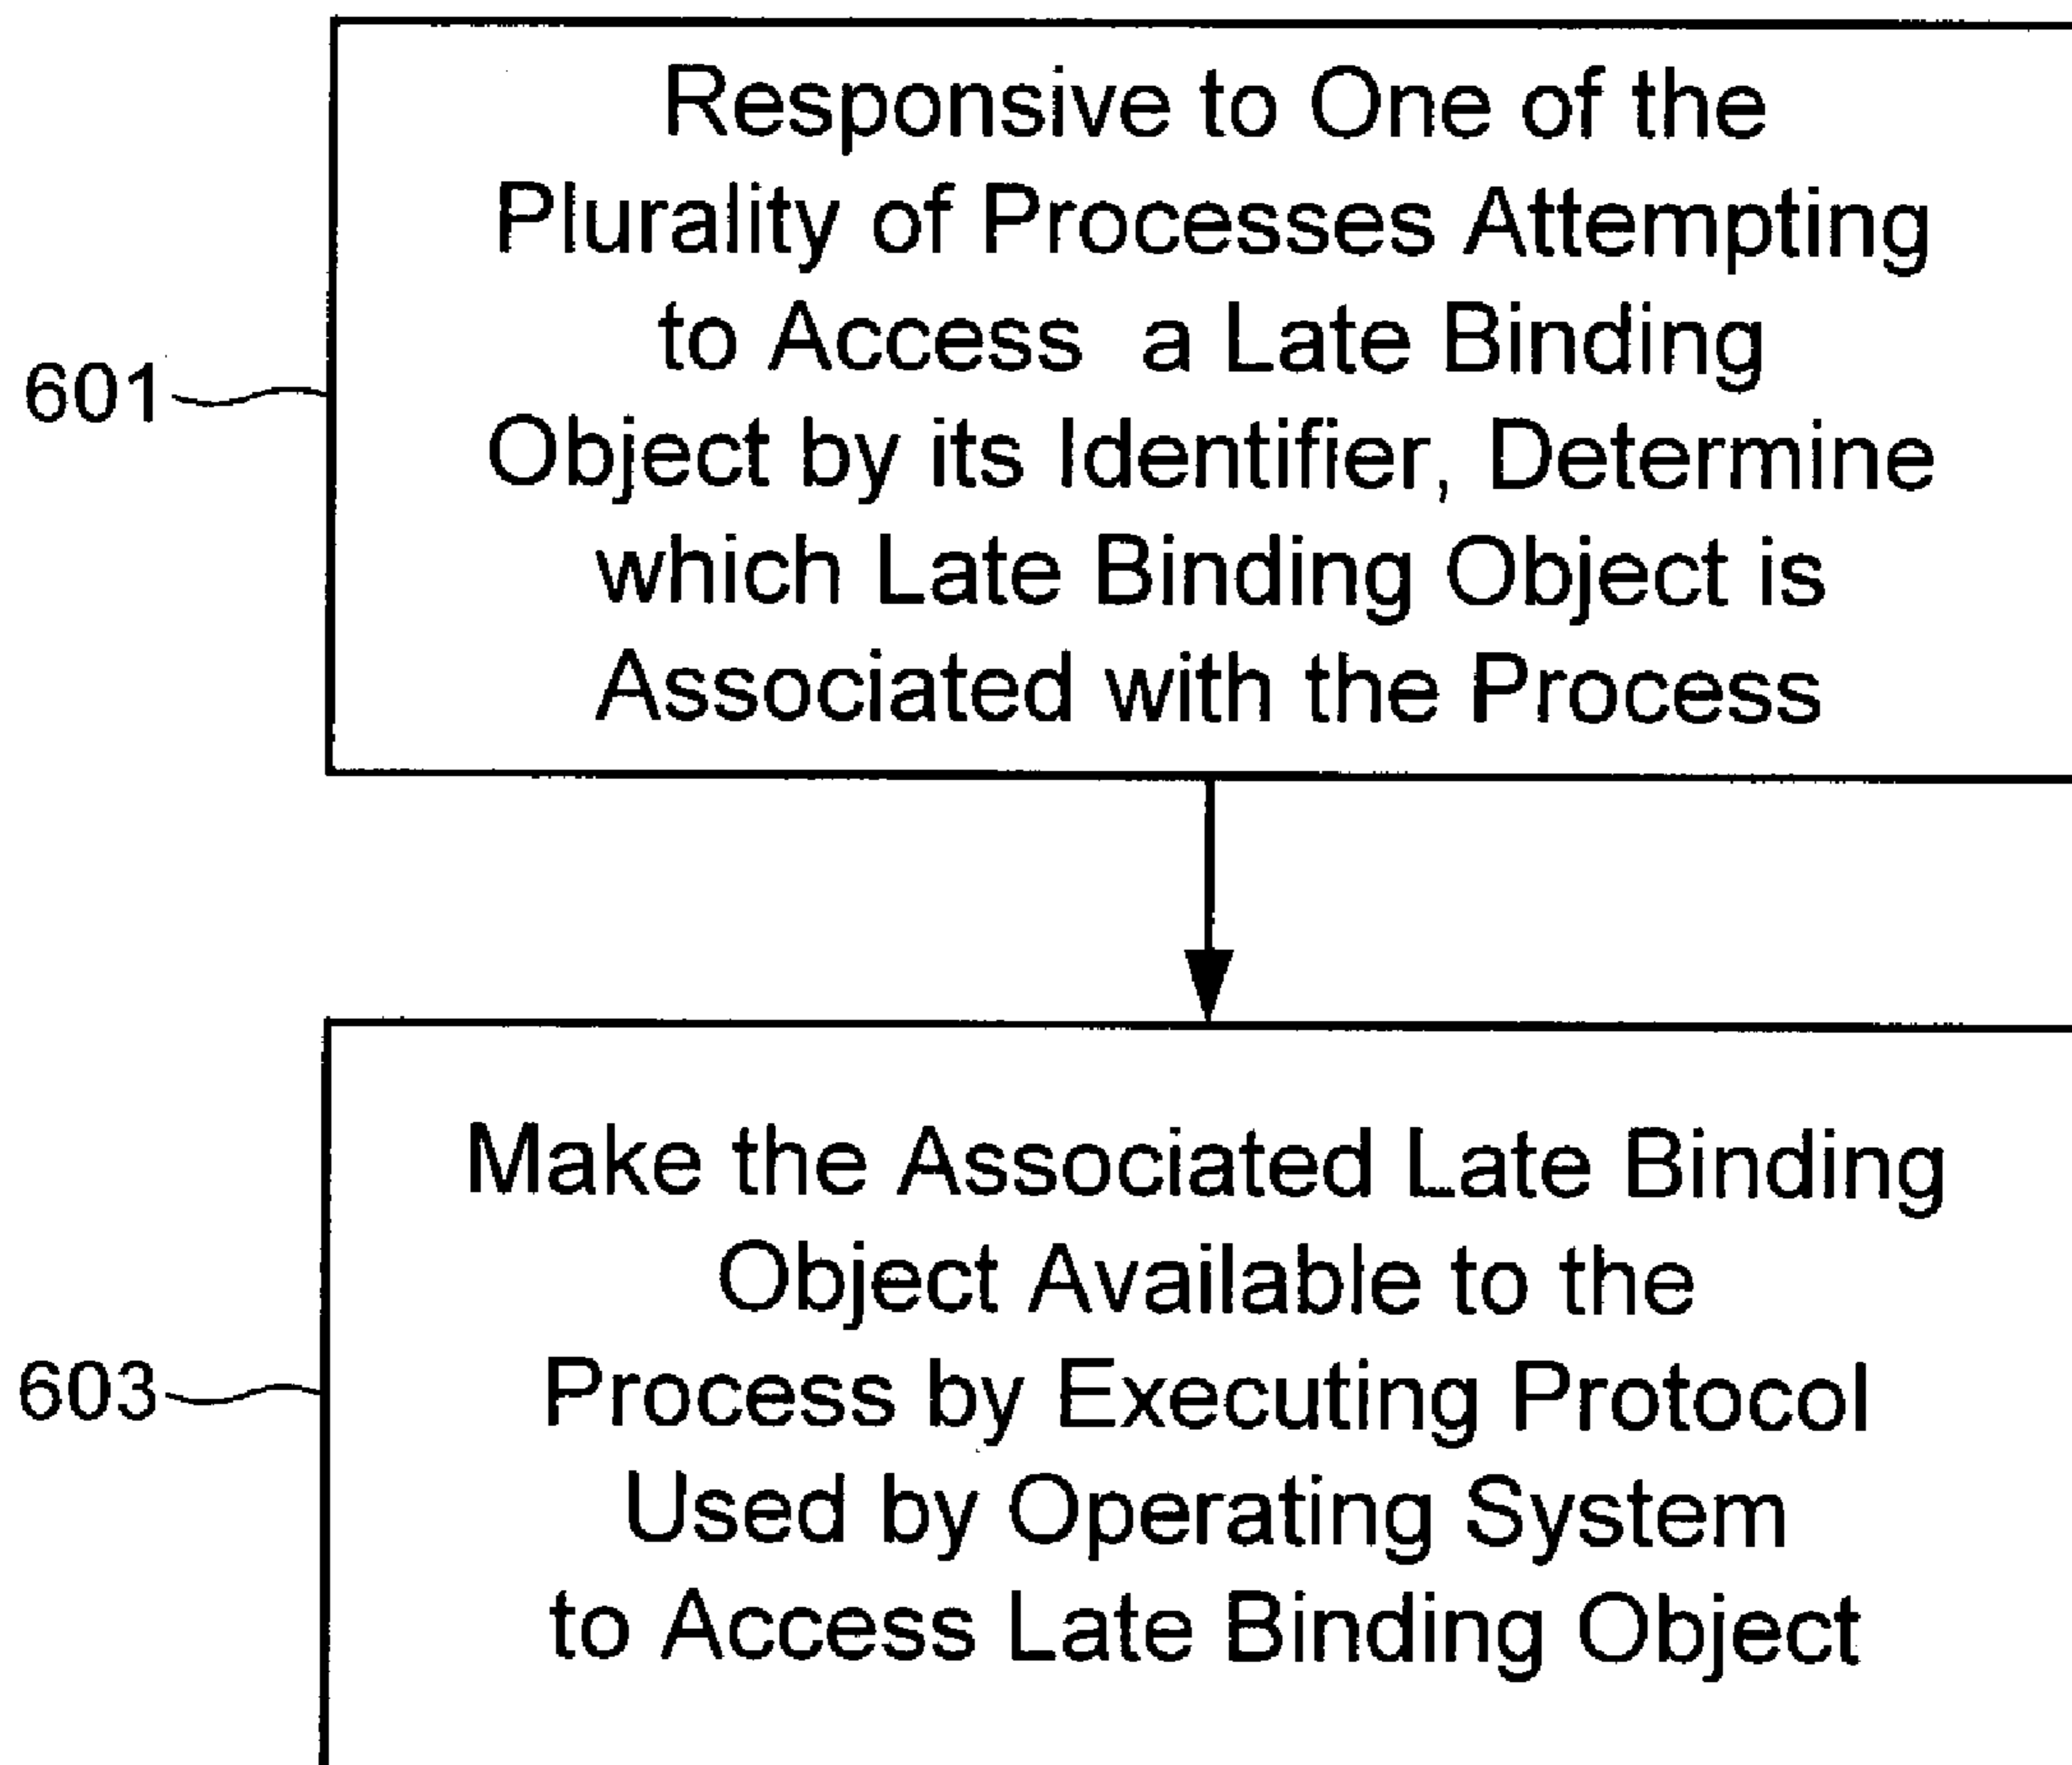 Responsive to One of the
Plurality of Processes Attempting
to Access a Late Binding
601
Object by its Identifier, Determine
which Late Binding Object is
Associated with the Process
Make the Associated Late Binding
Object Available to the
603
Process by Executing Protocol
Used by Operating System
to Access Late Binding Object